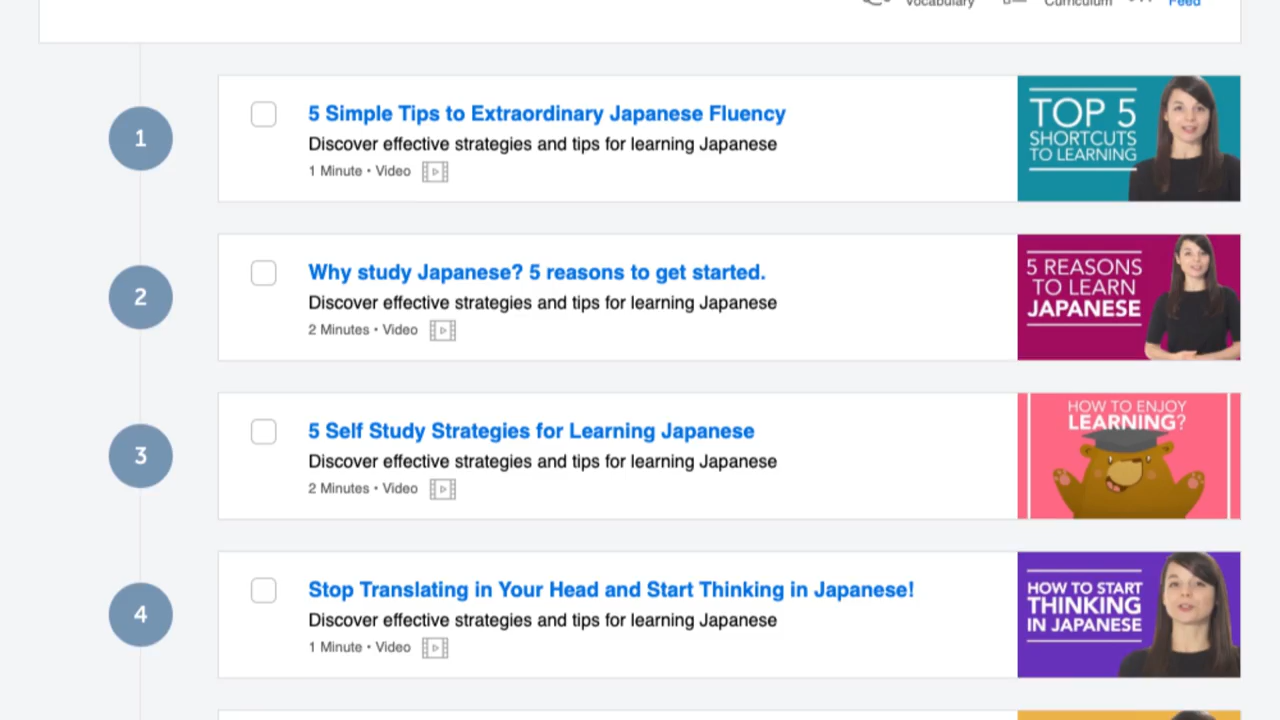 Vocabulary
Curriculum
Feed
1
5 Simple Tips to Extraordinary Japanese Fluency
Discover effective strategies and tips for learning Japanese
1 Minute • Video
TOP 5
SHORTCUTS
TO LEARNING
2
Why study Japanese? 5 reasons to get started.
Discover effective strategies and tips for learning Japanese
2 Minutes • Video
5 REASONS
TO LEARN
JAPANESE
3
5 Self Study Strategies for Learning Japanese
Discover effective strategies and tips for learning Japanese
2 Minutes • Video
HOW TO ENJOY
LEARNING?
4
Stop Translating in Your Head and Start Thinking in Japanese!
Discover effective strategies and tips for learning Japanese
1 Minute • Video
HOW TO START
THINKING
IN JAPANESE